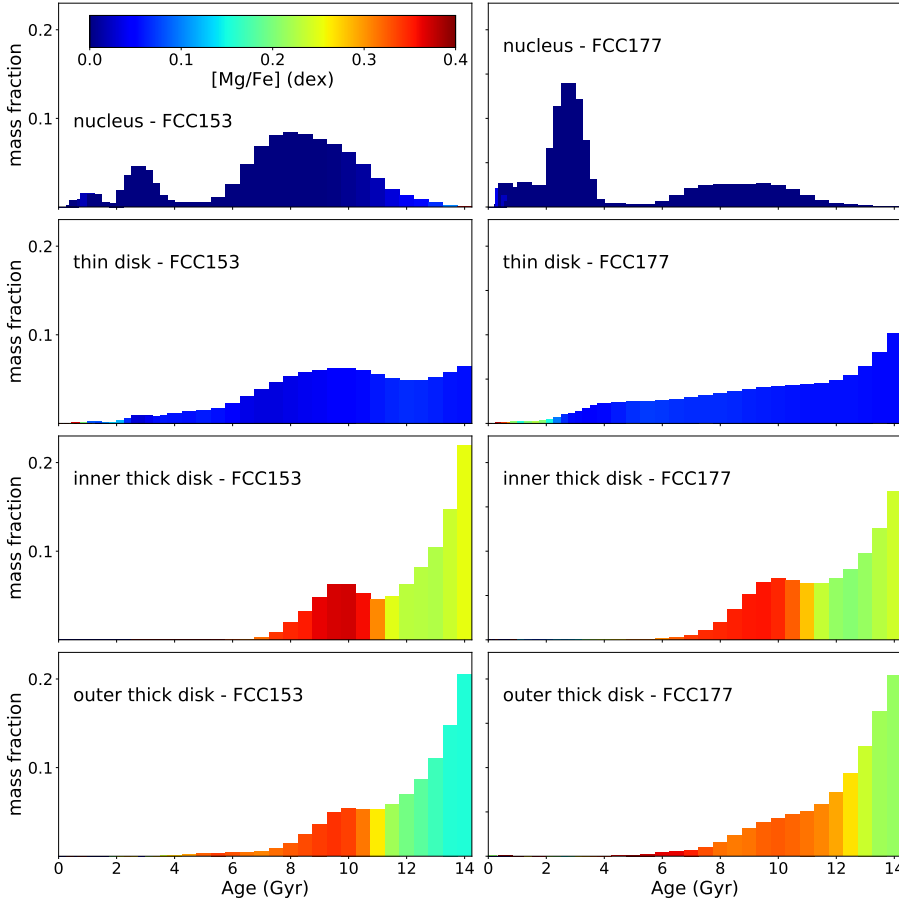 0.2
0.1
mass fraction
0.0 0.1 0.2 0.3 0.4
[Mg/Fe] (dex)
nucleus - FCC153
nucleus - FCC177
0.2
0.1
mass fraction
thin disk - FCC153
thin disk - FCC177
0.2
0.1
mass fraction
inner thick disk - FCC153
inner thick disk - FCC177
0.2
0.1
mass fraction
outer thick disk - FCC153
outer thick disk - FCC177
0 2 4 6 8 10 12 14
0 2 4 6 8 10 12 14
Age (Gyr)
Age (Gyr)